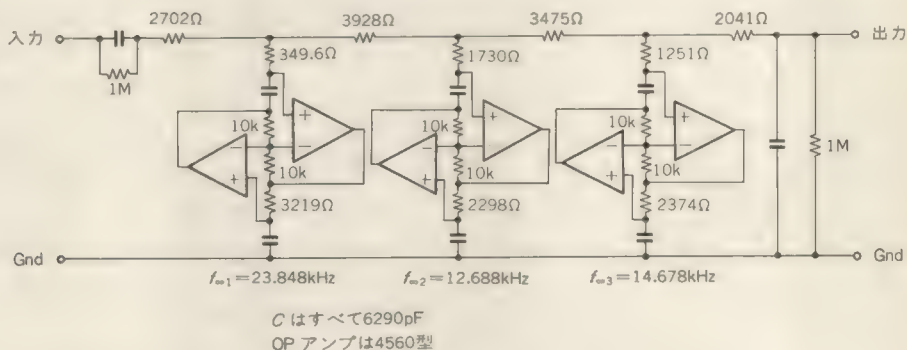 2702Ω 3928Ω 3475Ω 2041Ω
入力 出力
349.6Ω 1730Ω 1251Ω
1M
+ + +
10k 10k 10k
− − − − − −
1M
10k 10k 10k
+ + +
3219Ω 2298Ω 2374Ω
Gnd Gnd
f∞1=23.848kHz f∞2=12.688kHz f∞3=14.678kHz
Cはすべて6290pF
OPアンプは4560型